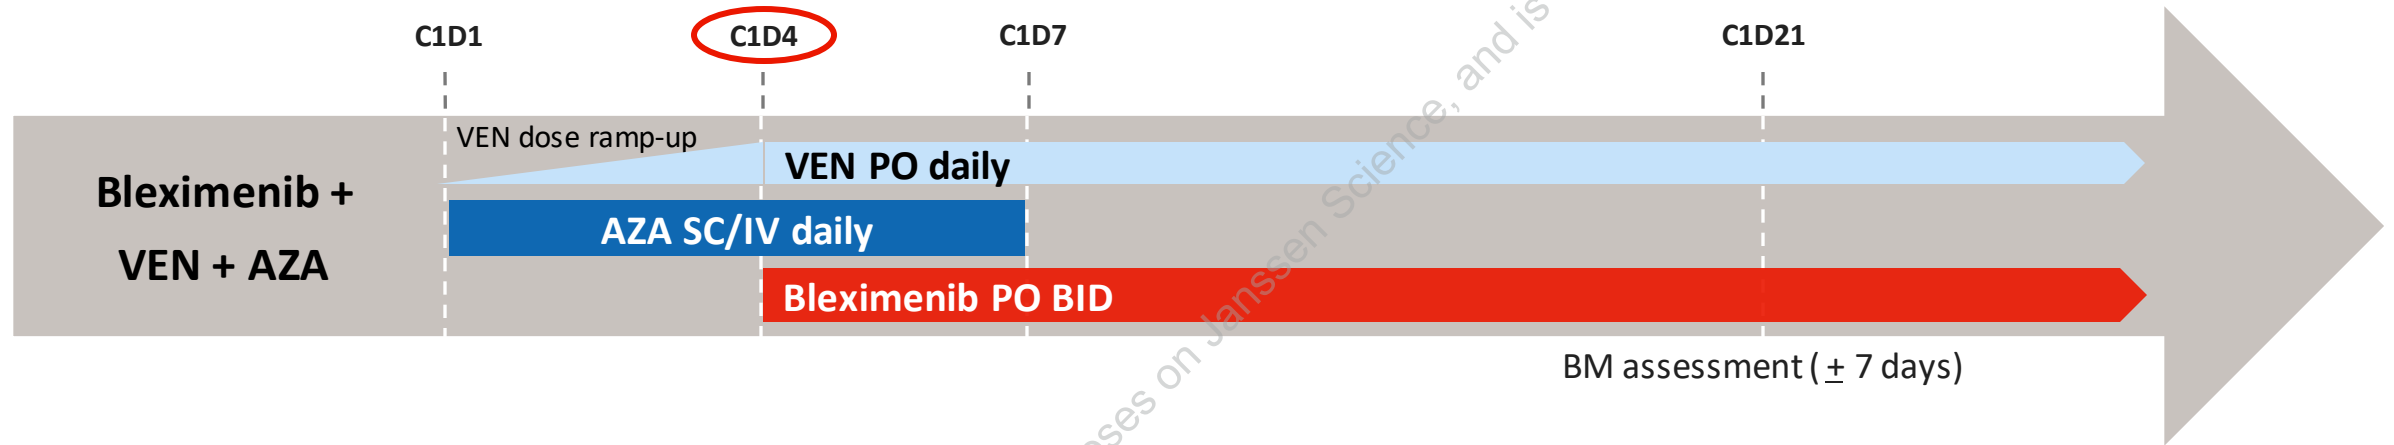 C1D1
C1D4
C1D7
C1D21
VEN dose ramp-up
VEN PO daily
Bleximenib +
VEN + AZA
AZA SC/IV daily
Bleximenib PO BID
BM assessment ( ± 7 days)
oses on Janssen Science, and is